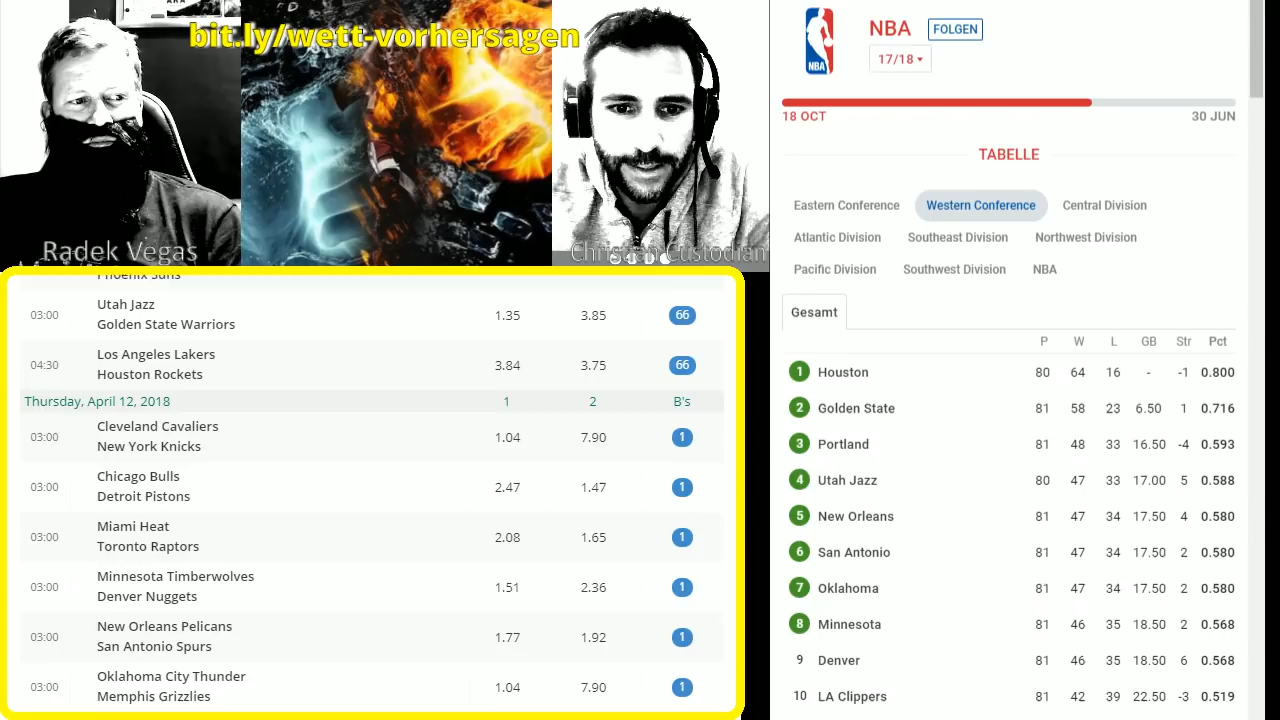 bit.ly/wett-vorhersagen
Radek Vegas
Christian Custodian
Phoenix Suns
03:00 Utah Jazz 1.35 3.85 66
Golden State Warriors
04:30 Los Angeles Lakers 3.84 3.75 66
Houston Rockets
Thursday, April 12, 2018 1 2 B's
03:00 Cleveland Cavaliers 1.04 7.90 1
New York Knicks
03:00 Chicago Bulls 2.47 1.47 1
Detroit Pistons
03:00 Miami Heat 2.08 1.65 1
Toronto Raptors
03:00 Minnesota Timberwolves 1.51 2.36 1
Denver Nuggets
03:00 New Orleans Pelicans 1.77 1.92 1
San Antonio Spurs
03:00 Oklahoma City Thunder 1.04 7.90 1
Memphis Grizzlies
NBA
NBA FOLGEN
17/18
18 OCT 30 JUN
TABELLE
Eastern Conference Western Conference Central Division
Atlantic Division Southeast Division Northwest Division
Pacific Division Southwest Division NBA
Gesamt
P W L GB Str Pct
1 Houston 80 64 16 - -1 0.800
2 Golden State 81 58 23 6.50 1 0.716
3 Portland 81 48 33 16.50 -4 0.593
4 Utah Jazz 80 47 33 17.00 5 0.588
5 New Orleans 81 47 34 17.50 4 0.580
6 San Antonio 81 47 34 17.50 2 0.580
7 Oklahoma 81 47 34 17.50 2 0.580
8 Minnesota 81 46 35 18.50 2 0.568
9 Denver 81 46 35 18.50 6 0.568
10 LA Clippers 81 42 39 22.50 -3 0.519